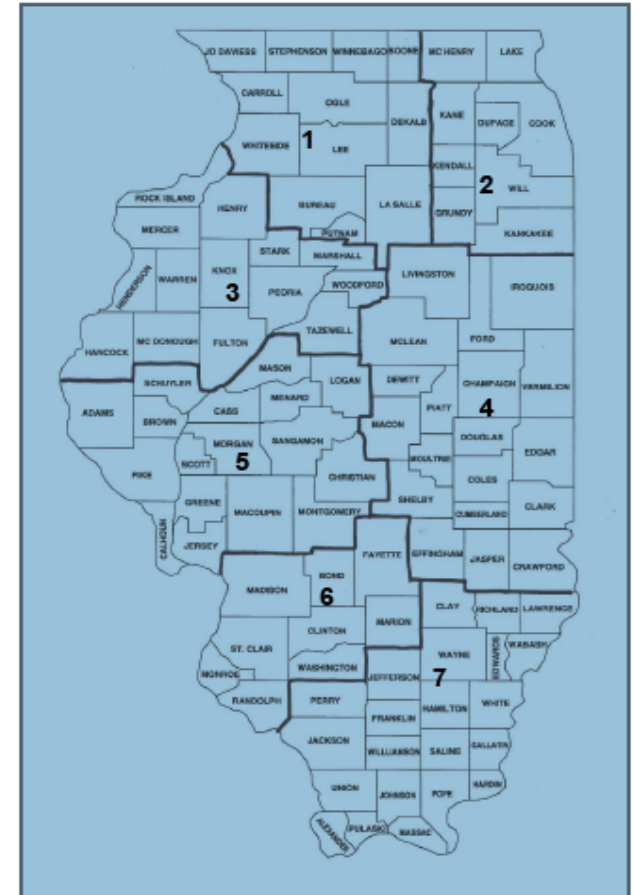 JO DAVIESS STEPHENSON WINNEBAGO BOONE MC HENRY LAKE
CARROLL OGLE KANE DUPAGE COOK
DEKALB
WHITESIDE 1 LEE
KENDALL 2 WILL
ROCK ISLAND HENRY BUREAU LA SALLE GRUNDY
MERCER PUTNAM KANKAKEE
STARK MARSHALL
HENDERSON WARREN KNOX PEORIA WOODFORD LIVINGSTON IROQUOIS
3
TAZEWELL
HANCOCK MC DONOUGH FULTON MCLEAN FORD
MASON
SCHUYLER LOGAN DEWITT CHAMPAIGN VERMILION
ADAMS BROWN CASS MENARD MACON PIATT 4
MORGAN SANGAMON DOUGLAS
PIKE SCOTT 5 MOULTRIE EDGAR
CHRISTIAN COLES
GREENE MACOUPIN MONTGOMERY SHELBY CUMBERLAND CLARK
CALHOUN JERSEY
FAYETTE EFFINGHAM JASPER CRAWFORD
MADISON BOND
6
CLAY RICHLAND LAWRENCE
CLINTON MARION
ST. CLAIR WAYNE EDWARDS WABASH
MONROE WASHINGTON JEFFERSON 7
RANDOLPH PERRY HAMILTON WHITE
FRANKLIN
JACKSON WILLIAMSON SALINE GALLATIN
UNION JOHNSON POPE HARDIN
ALEXANDER PULASKI MASSAC